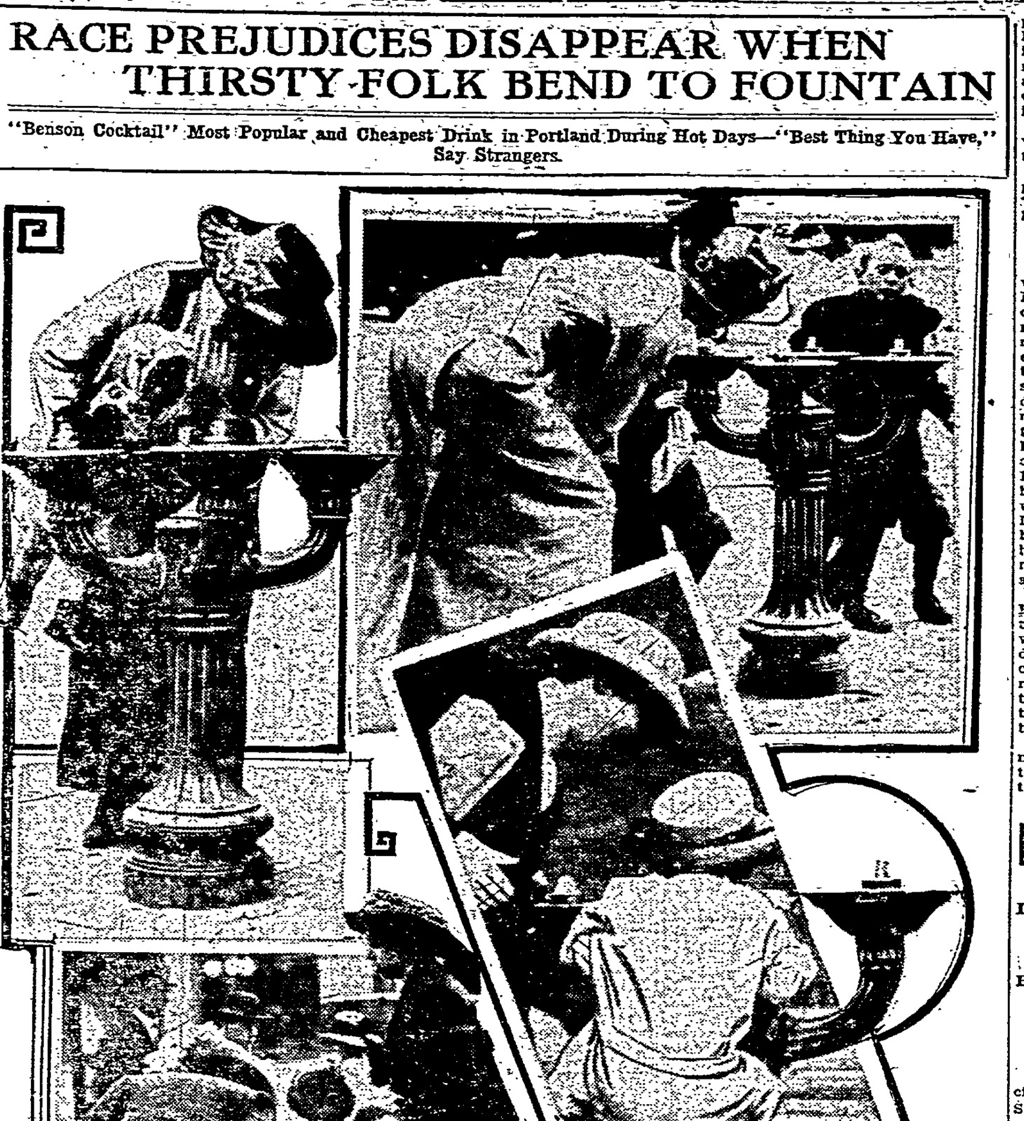 RACE PREJUDICES DISAPPEAR WHEN
THIRSTY FOLK BEND TO FOUNTAIN
"Benson Cocktail" Most Popular and Cheapest Drink in Portland During Hot Days—"Best Thing You Have,"
Say Strangers.